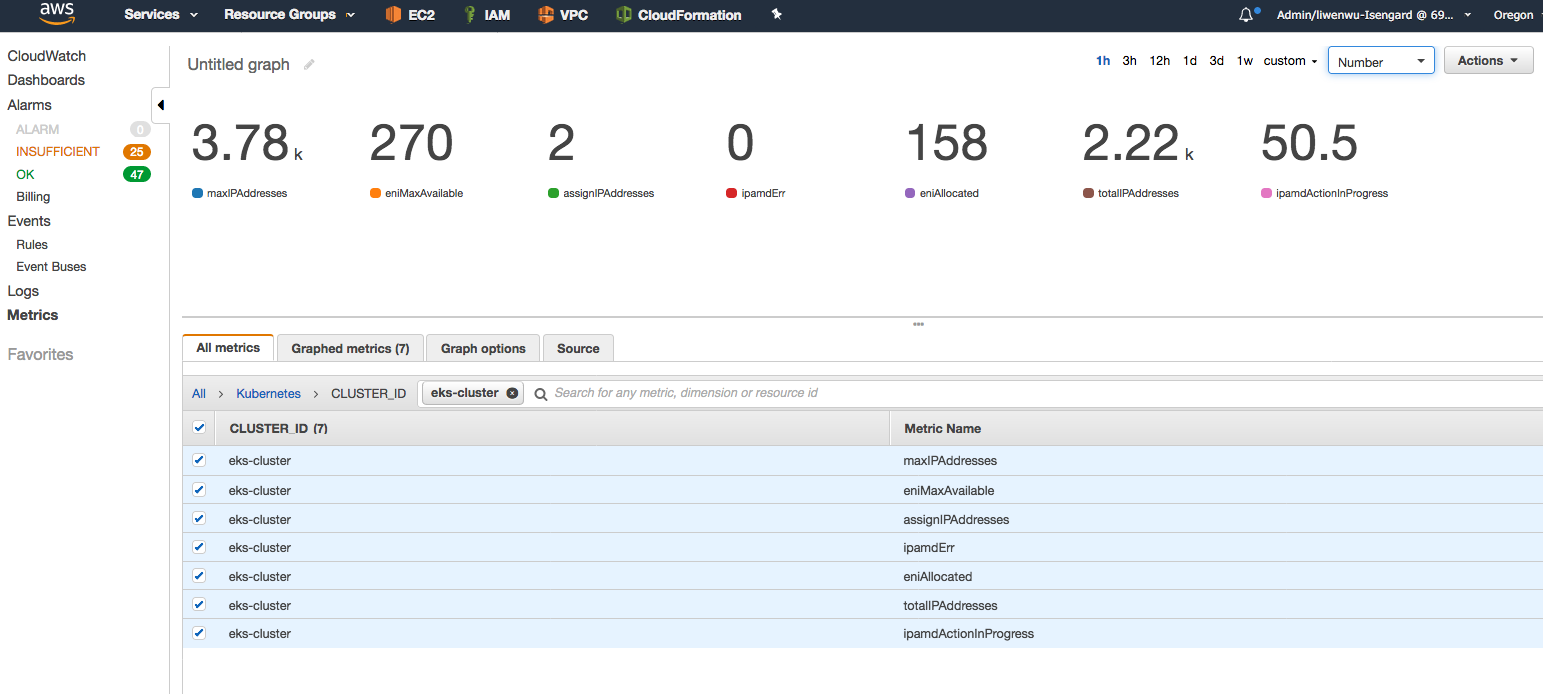 aws Services Resource Groups EC2 IAM VPC CloudFormation Admin/liwenwu-Isengard @ 69... Oregon
CloudWatch
Dashboards
Alarms
ALARM 0
INSUFFICIENT 25
OK 47
Billing
Events
Rules
Event Buses
Logs
Metrics
Favorites
Untitled graph 1h 3h 12h 1d 3d 1w custom Number Actions
3.78 k 270 2 0 158 2.22 k 50.5
maxIPAddresses eniMaxAvailable assignIPAddresses ipamdErr eniAllocated totalIPAddresses ipamdActionInProgress
All metrics Graphed metrics (7) Graph options Source
All > Kubernetes > CLUSTER_ID eks-cluster Search for any metric, dimension or resource id
CLUSTER_ID (7) Metric Name
eks-cluster maxIPAddresses
eks-cluster eniMaxAvailable
eks-cluster assignIPAddresses
eks-cluster ipamdErr
eks-cluster eniAllocated
eks-cluster totalIPAddresses
eks-cluster ipamdActionInProgress